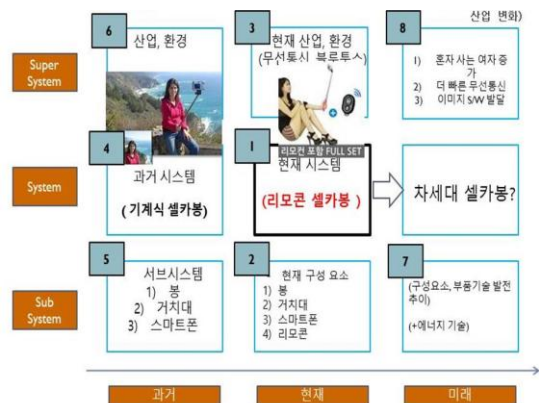 산업 변화)
6
산업, 환경
3
현재 산업, 환경
(무선통신 블루투스)
8
1) 혼자 사는 여자 증
가
2) 더 빠른 무선통신
3) 이미지 S/W 발달
Super
System
리모컨 포함 FULL SET
4
과거 시스템
( 기계식 셀카봉)
1
현재 시스템
(리모콘 셀카봉 )
차세대 셀카봉?
System
5
서브시스템
1) 봉
2) 거치대
3) 스마트폰
2
현재 구성 요소
1) 봉
2) 거치대
3) 스마트폰
4) 리모콘
7
(구성요소, 부품기술 발전
추이)
(+에너지 기술)
Sub
System
과거
현재
미래